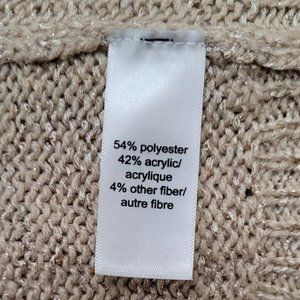 54% polyester
42% acrylic/
acrylique
4% other fiber/
autre fibre